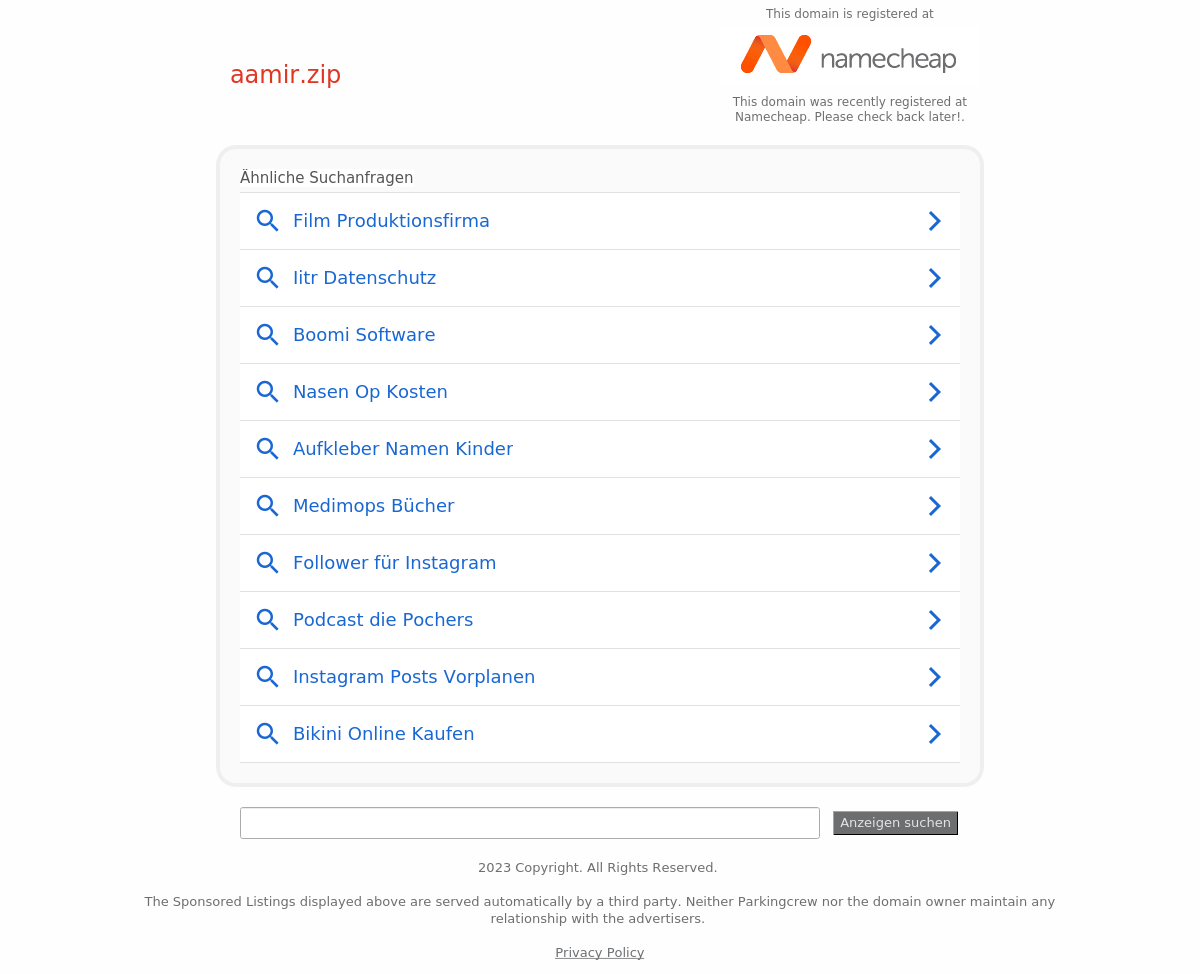 This domain is registered at
namecheap
aamir.zip
This domain was recently registered at
Namecheap. Please check back later!.
Ähnliche Suchanfragen
Film Produktionsfirma
Iitr Datenschutz
Boomi Software
Nasen Op Kosten
Aufkleber Namen Kinder
Medimops Bücher
Follower für Instagram
Podcast die Pochers
Instagram Posts Vorplanen
Bikini Online Kaufen
Anzeigen suchen
2023 Copyright. All Rights Reserved.
The Sponsored Listings displayed above are served automatically by a third party. Neither Parkingcrew nor the domain owner maintain any
relationship with the advertisers.
Privacy Policy